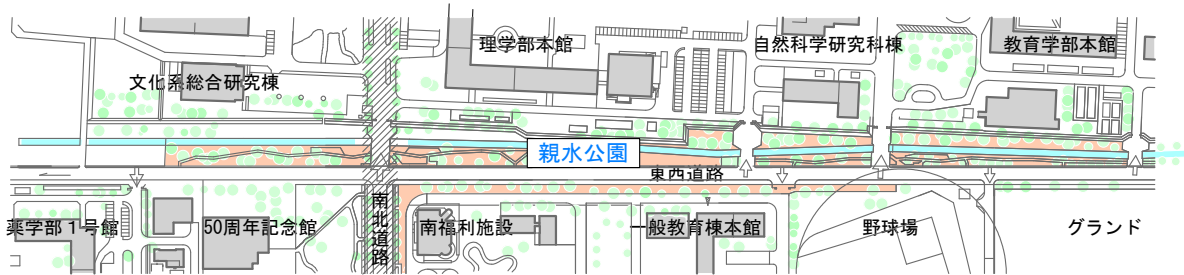 理学部本館
自然科学研究科棟
教育学部本館
文化系総合研究棟
親水公園
東西道路
南北道路
薬学部1号館
50周年記念館
南福利施設
一般教育棟本館
野球場
グランド